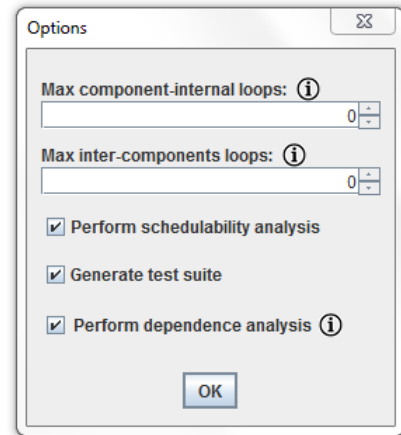 Options
Max component-internal loops:
0
Max inter-components loops:
0
Perform schedulability analysis
Generate test suite
Perform dependence analysis
OK